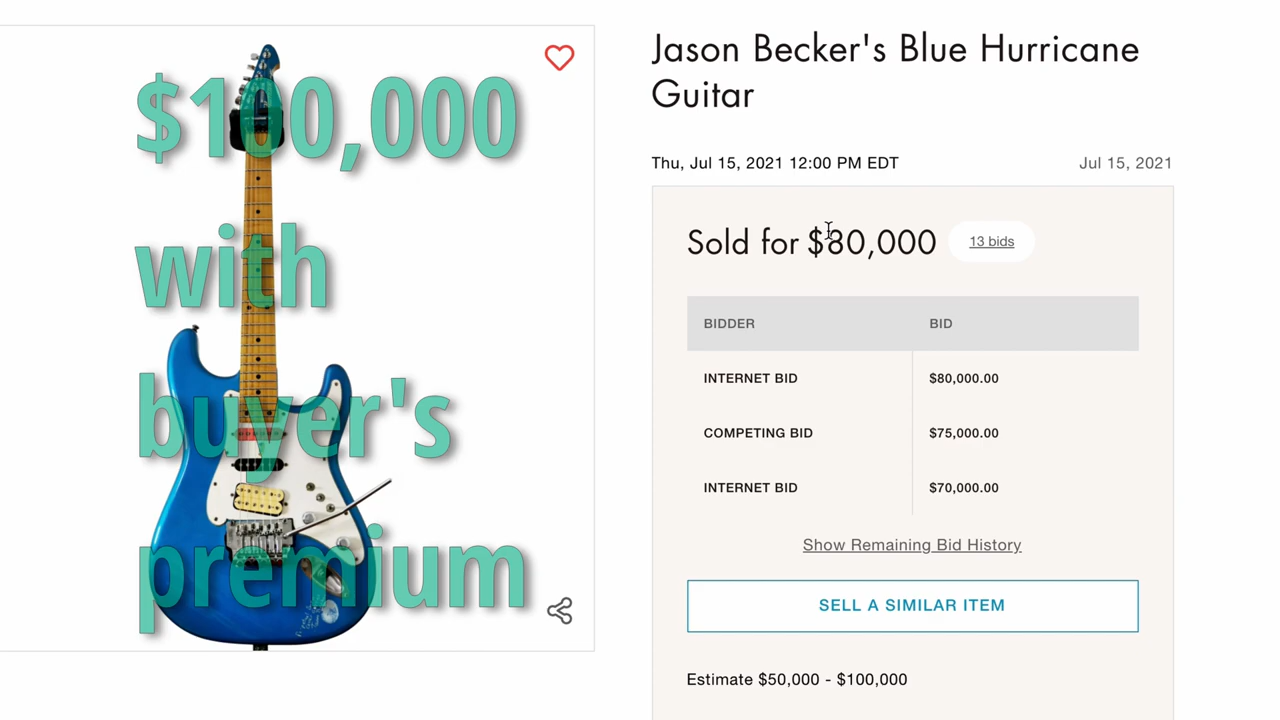 $100,000
with
buyer's
premium
Jason Becker's Blue Hurricane
Guitar
Thu, Jul 15, 2021 12:00 PM EDT
Jul 15, 2021
Sold for $80,000
13 bids
BIDDER
BID
INTERNET BID
$80,000.00
COMPETING BID
$75,000.00
INTERNET BID
$70,000.00
Show Remaining Bid History
SELL A SIMILAR ITEM
Estimate $50,000 - $100,000